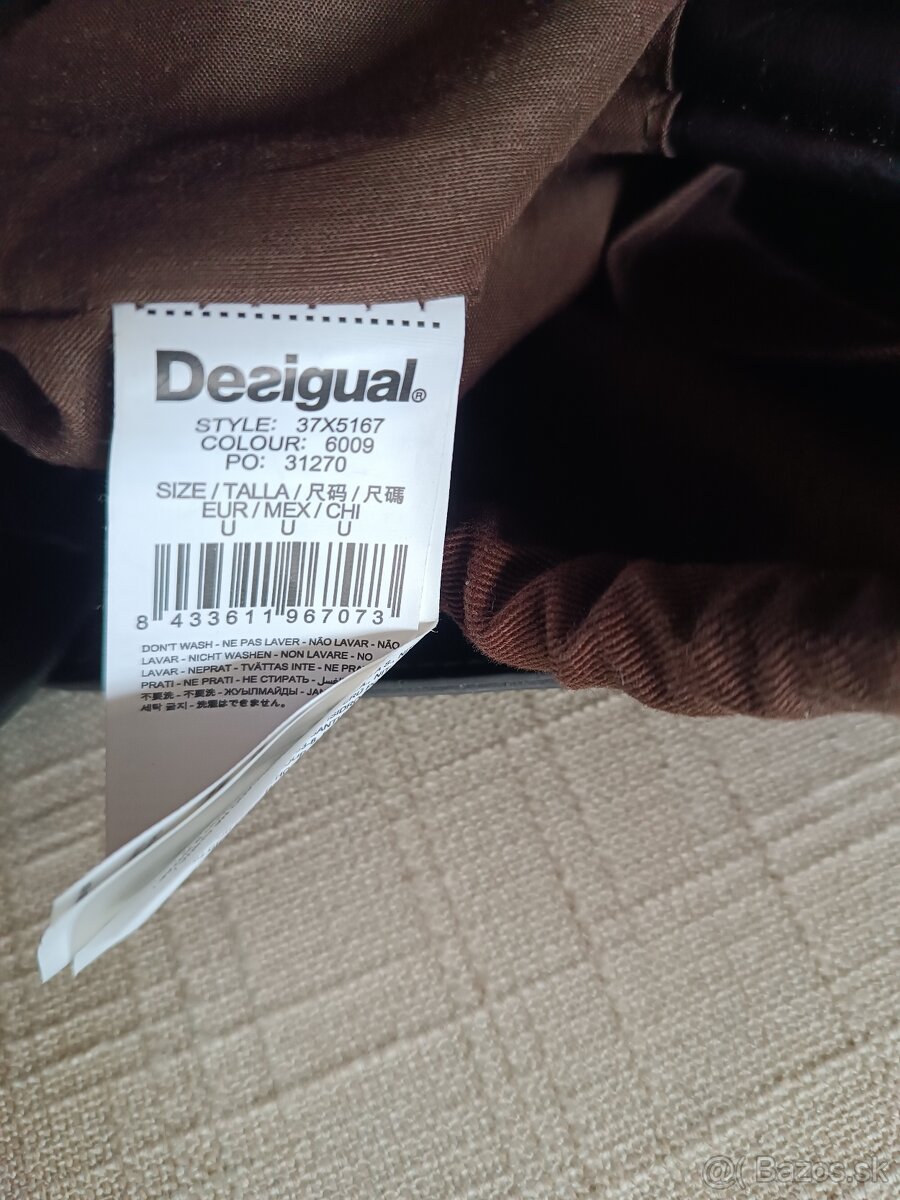 Desigual®
STYLE: 37X5167
COLOUR: 6009
PO: 31270
SIZE / TALLA / 尺码 / 尺碼
EUR / MEX / CHI
U U U
8 433611 967073
DON'T WASH - NE PAS LAVER - NÃO LAVAR - NÃO
LAVAR - NICHT WASHEN - NON LAVARE - NO
LAVAR - NEPRAT - TVÄTTAS INTE - NE PRA
PRATI - NE PRATI - НЕ СТИРАТЬ -
不要洗 - 不要洗 - ЖУЫЛМАЙДЫ - JAN
세탁 금지 - 洗濯はできません。
@( Bazos.sk